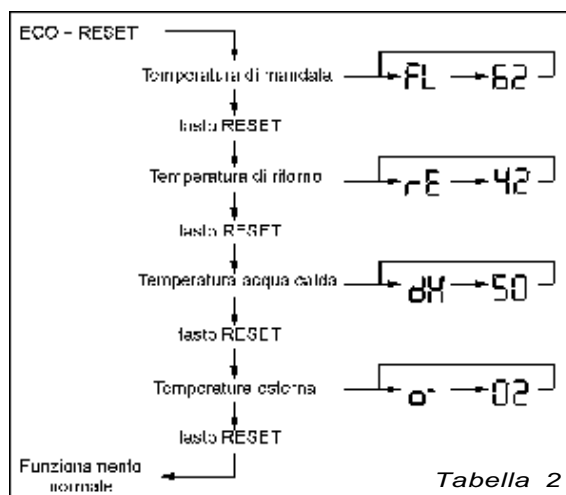 ECO - RESET
Temperatura di mandata
FL 62
tasto RESET
Temperatura di ritorno
rE 42
tasto RESET
Temperatura acqua calda
dH 50
tasto RESET
Temperatura esterna
o- 02
tasto RESET
Funzionamento
normale
Tabella 2